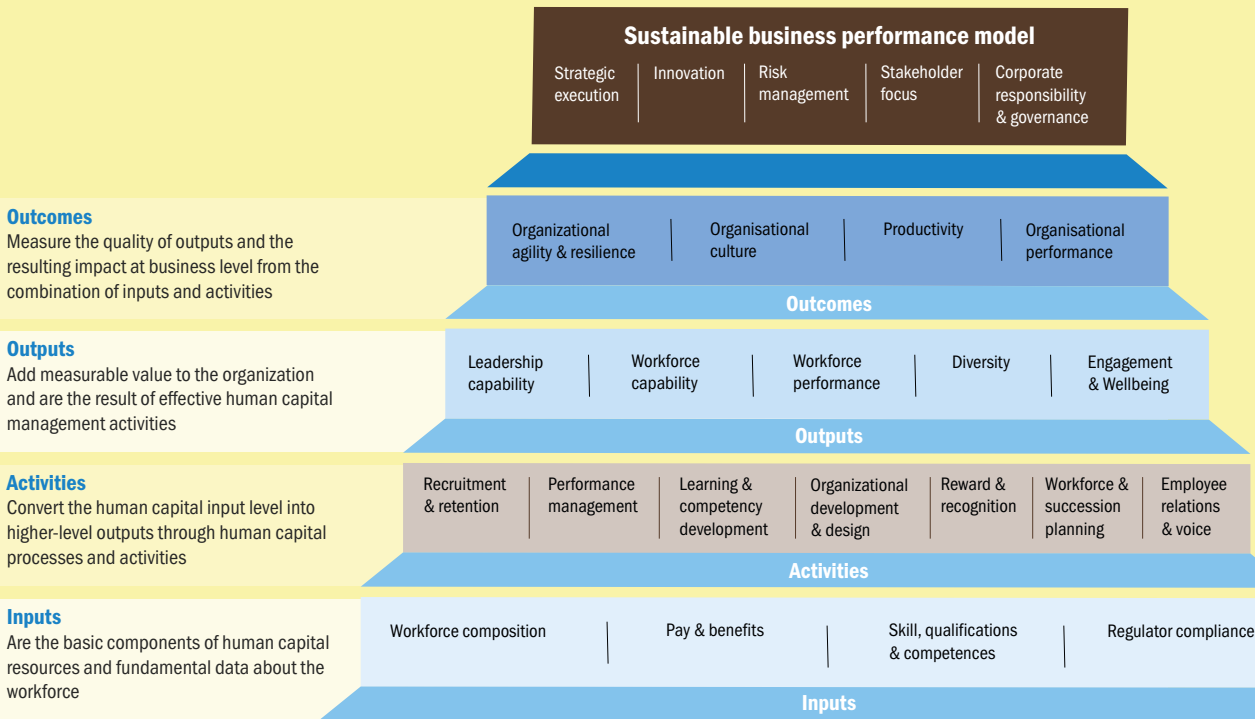 Sustainable business performance model
Strategic
execution
Innovation
Risk
management
Stakeholder
focus
Corporate
responsibility
& governance
Outcomes
Measure the quality of outputs and the
resulting impact at business level from the
combination of inputs and activities
Organizational
agility & resilience
Organisational
culture
Productivity
Organisational
performance
Outcomes
Outputs
Add measurable value to the organization
and are the result of effective human capital
management activities
Leadership
capability
Workforce
capability
Workforce
performance
Diversity
Engagement
& Wellbeing
Outputs
Activities
Convert the human capital input level into
higher-level outputs through human capital
processes and activities
Recruitment
& retention
Performance
management
Learning &
competency
development
Organizational
development
& design
Reward &
recognition
Workforce &
succession
planning
Employee
relations
& voice
Activities
Inputs
Are the basic components of human capital
resources and fundamental data about the
workforce
Workforce composition
Pay & benefits
Skill, qualifications
& competences
Regulator compliance
Inputs